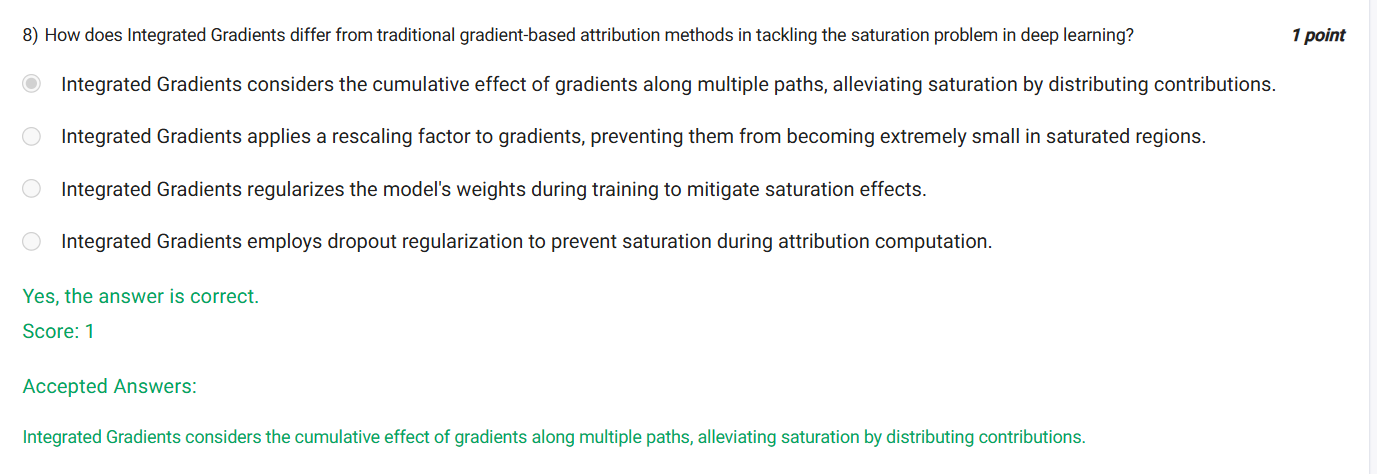 8) How does Integrated Gradients differ from traditional gradient-based attribution methods in tackling the saturation problem in deep learning? 1 point
Integrated Gradients considers the cumulative effect of gradients along multiple paths, alleviating saturation by distributing contributions.
Integrated Gradients applies a rescaling factor to gradients, preventing them from becoming extremely small in saturated regions.
Integrated Gradients regularizes the model's weights during training to mitigate saturation effects.
Integrated Gradients employs dropout regularization to prevent saturation during attribution computation.
Yes, the answer is correct.
Score: 1
Accepted Answers:
Integrated Gradients considers the cumulative effect of gradients along multiple paths, alleviating saturation by distributing contributions.